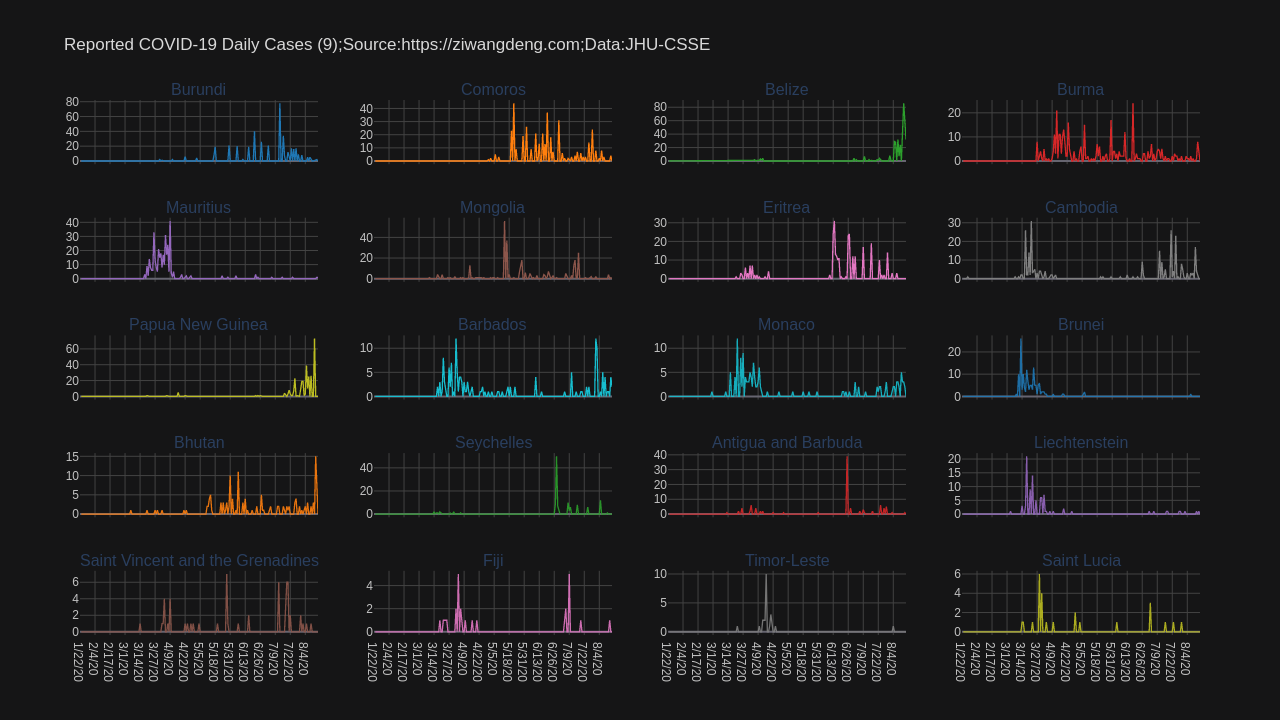 Reported COVID-19 Daily Cases (9);Source:https://ziwangdeng.com;Data:JHU-CSSE
Burundi Comoros Belize Burma
80 60 40 20 0
40 30 20 10 0
80 60 40 20 0
20 10 0
Mauritius Mongolia Eritrea Cambodia
40 30 20 10 0
40 20 0
30 20 10 0
30 20 10 0
Papua New Guinea Barbados Monaco Brunei
60 40 20 0
10 5 0
10 5 0
20 10 0
Bhutan Seychelles Antigua and Barbuda Liechtenstein
15 10 5 0
40 20 0
40 30 20 10 0
20 15 10 5 0
Saint Vincent and the Grenadines Fiji Timor-Leste Saint Lucia
6 4 2 0
4 2 0
10 5 0
6 4 2 0
1/22/20 2/4/20 2/17/20 3/1/20 3/14/20 3/27/20 4/9/20 4/22/20 5/5/20 5/18/20 5/31/20 6/13/20 6/26/20 7/9/20 7/22/20 8/4/20
1/22/20 2/4/20 2/17/20 3/1/20 3/14/20 3/27/20 4/9/20 4/22/20 5/5/20 5/18/20 5/31/20 6/13/20 6/26/20 7/9/20 7/22/20 8/4/20
1/22/20 2/4/20 2/17/20 3/1/20 3/14/20 3/27/20 4/9/20 4/22/20 5/5/20 5/18/20 5/31/20 6/13/20 6/26/20 7/9/20 7/22/20 8/4/20
1/22/20 2/4/20 2/17/20 3/1/20 3/14/20 3/27/20 4/9/20 4/22/20 5/5/20 5/18/20 5/31/20 6/13/20 6/26/20 7/9/20 7/22/20 8/4/20